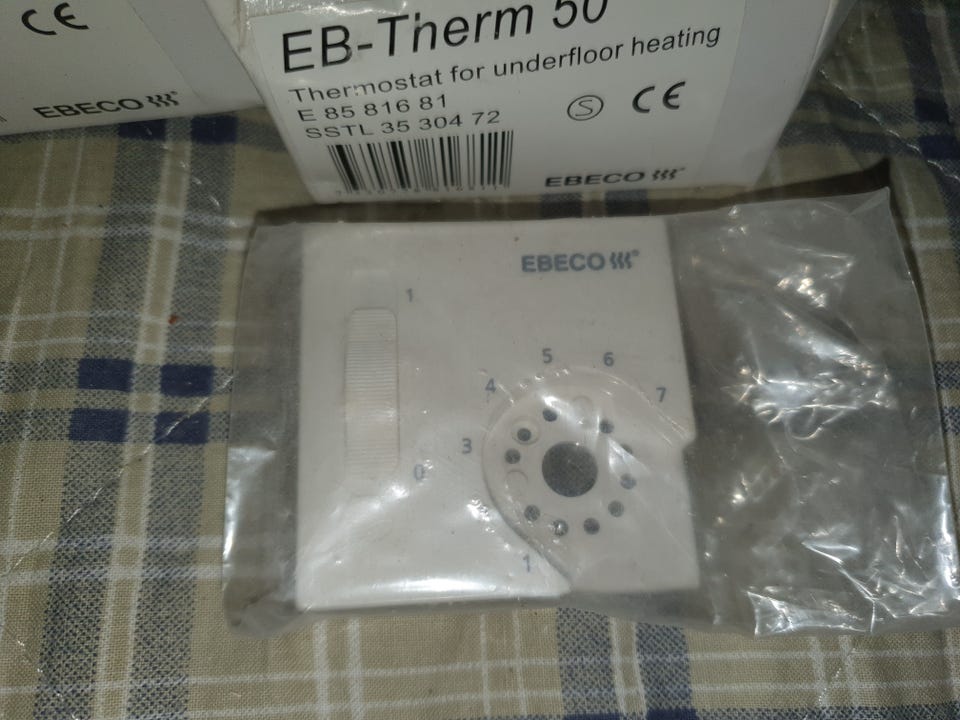 CE
EBECO
EB-Therm 50
Thermostat for underfloor heating
E 85 816 81
SSTL 35 304 72
S CE
EBECO
EBECO
1
0
1
3
4
5
6
7